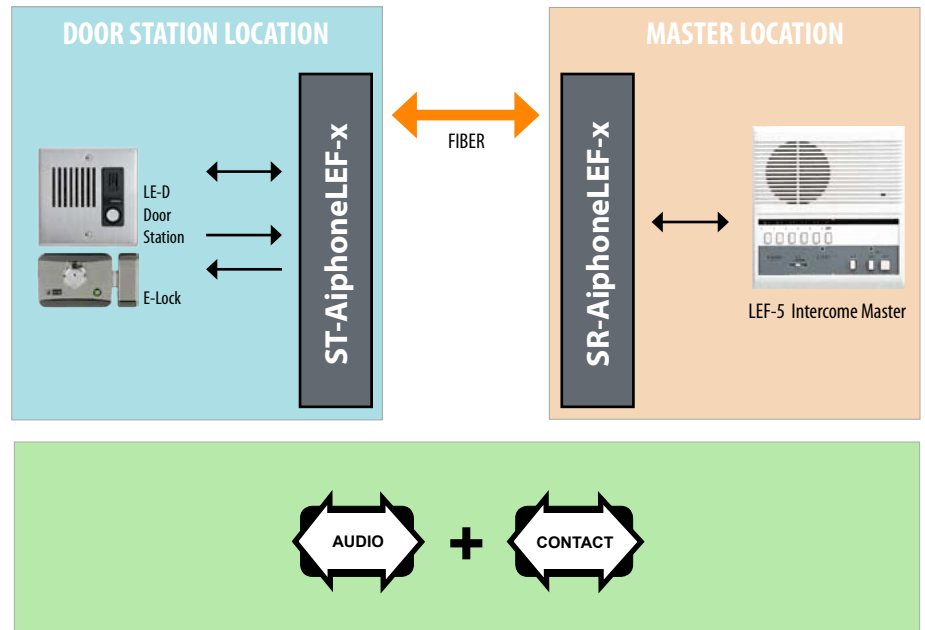 DOOR STATION LOCATION
MASTER LOCATION
ST-AiphoneLEF-x
FIBER
SR-AiphoneLEF-x
LE-D
Door
Station
E-Lock
LEF-5 Intercome Master
AUDIO
+
CONTACT